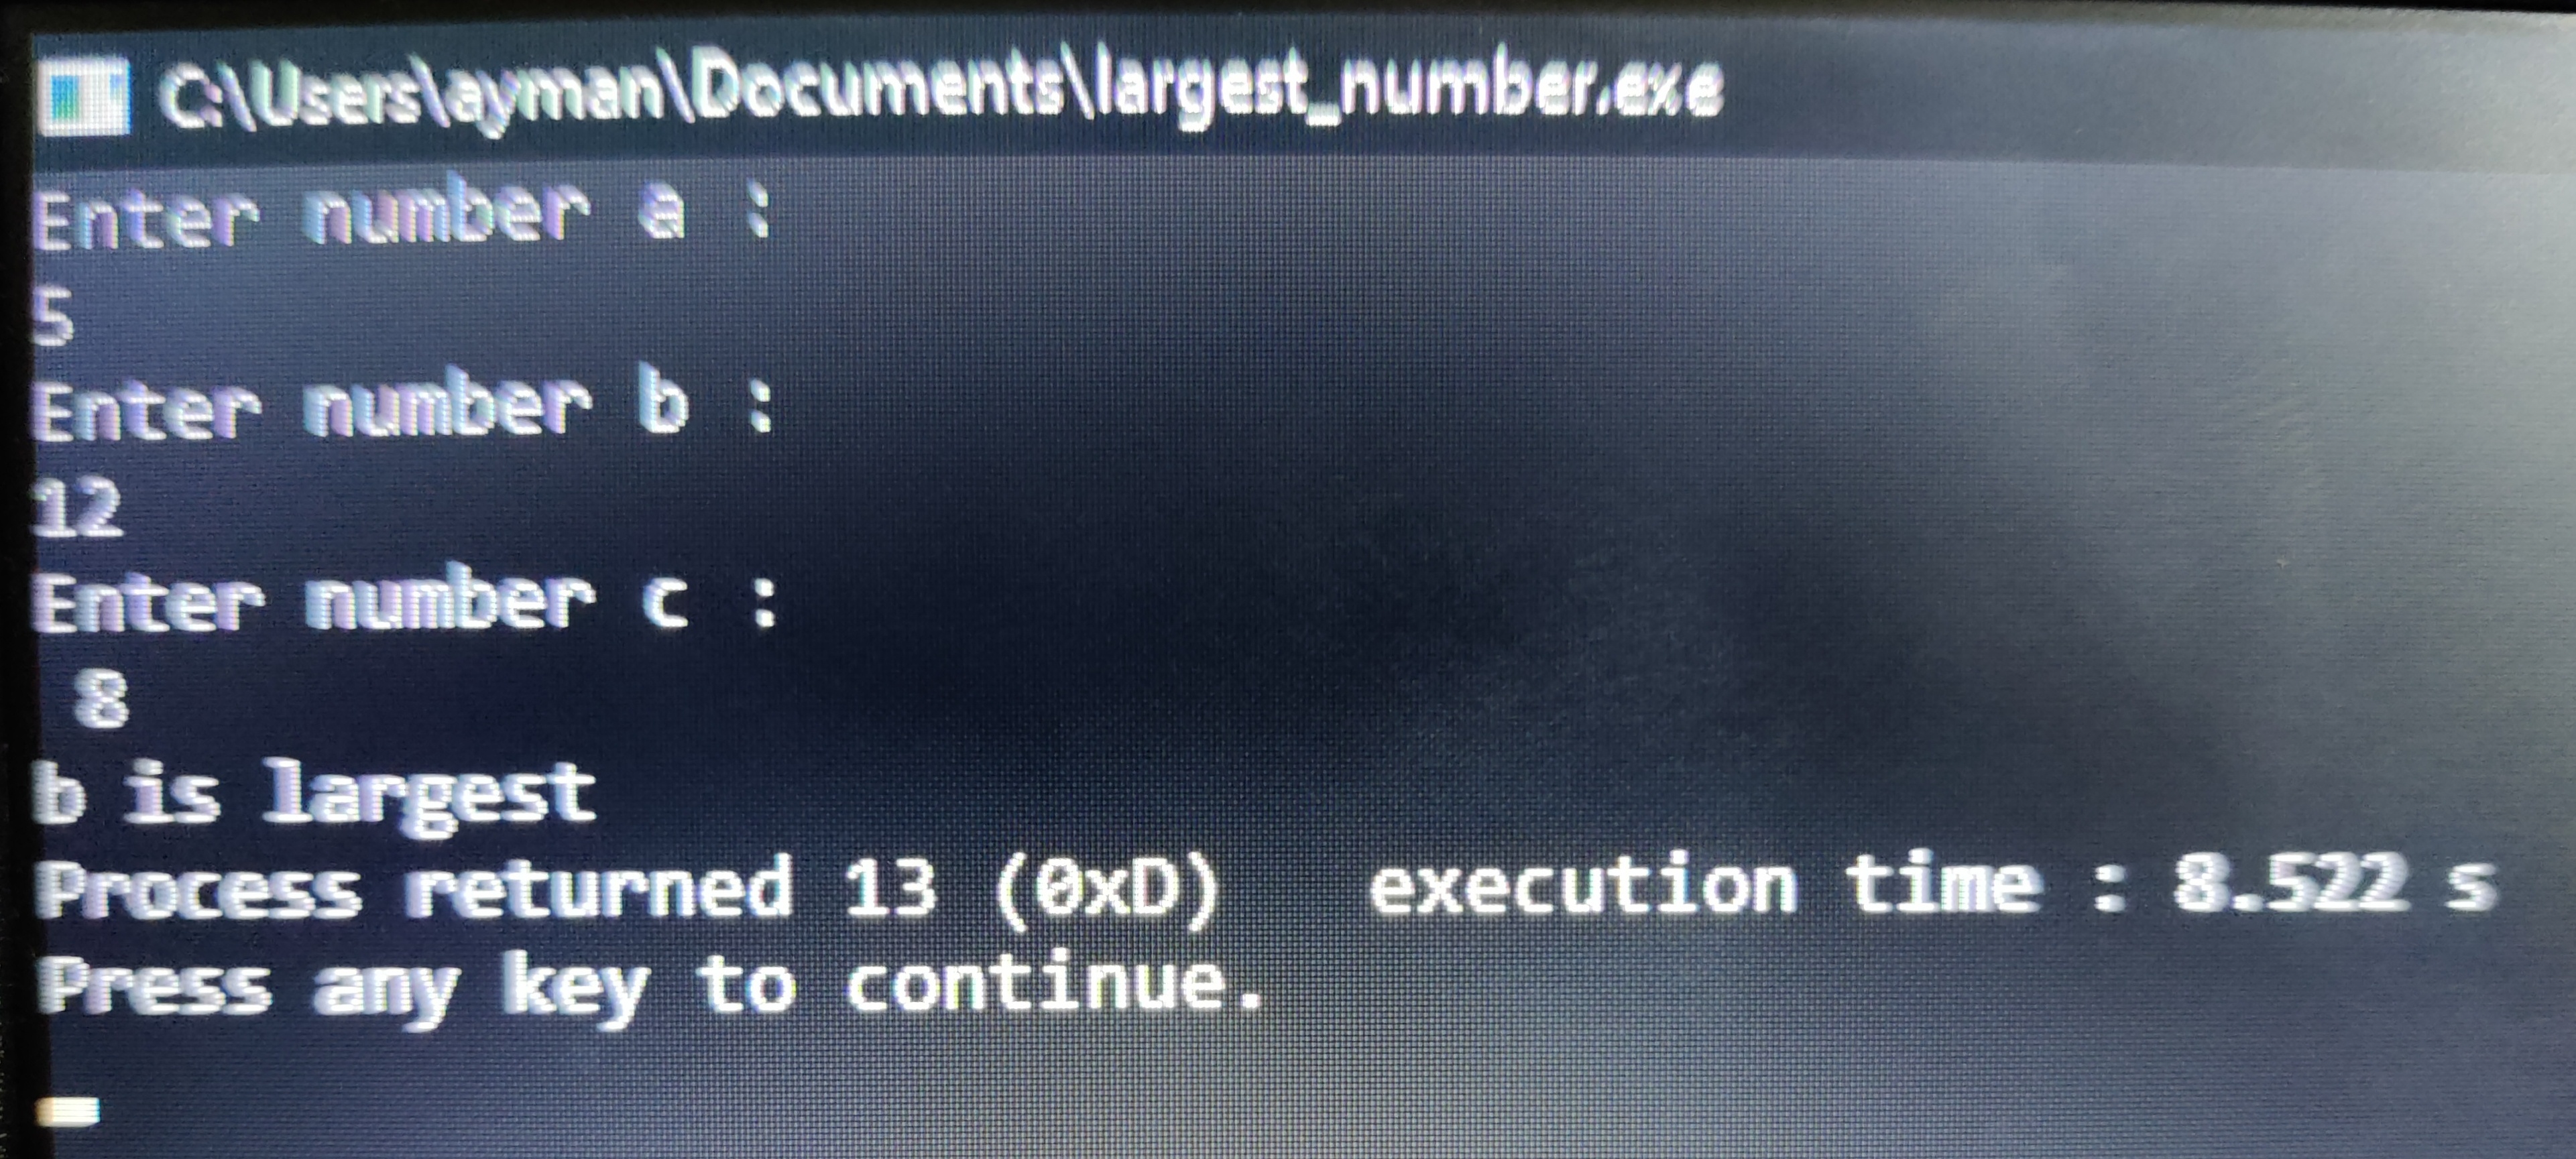 C:\Users\ayman\Documents\largest_number.exe
Enter number a :
5
Enter number b :
12
Enter number c :
 8
b is largest
Process returned 13 (0xD)   execution time : 8.522 s
Press any key to continue.